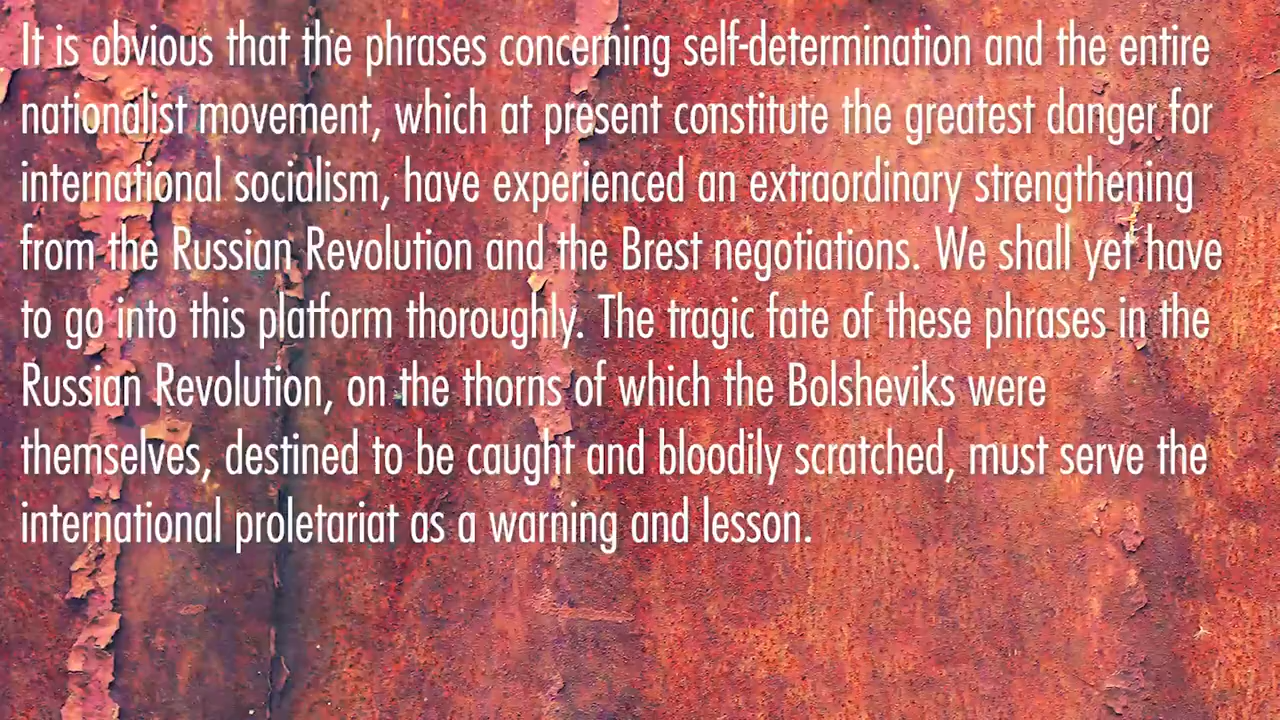 It is obvious that the phrases concerning self-determination and the entire
nationalist movement, which at present constitute the greatest danger for
international socialism, have experienced an extraordinary strengthening
from the Russian Revolution and the Brest negotiations. We shall yet have
to go into this platform thoroughly. The tragic fate of these phrases in the
Russian Revolution, on the thorns of which the Bolsheviks were
themselves, destined to be caught and bloodily scratched, must serve the
international proletariat as a warning and lesson.